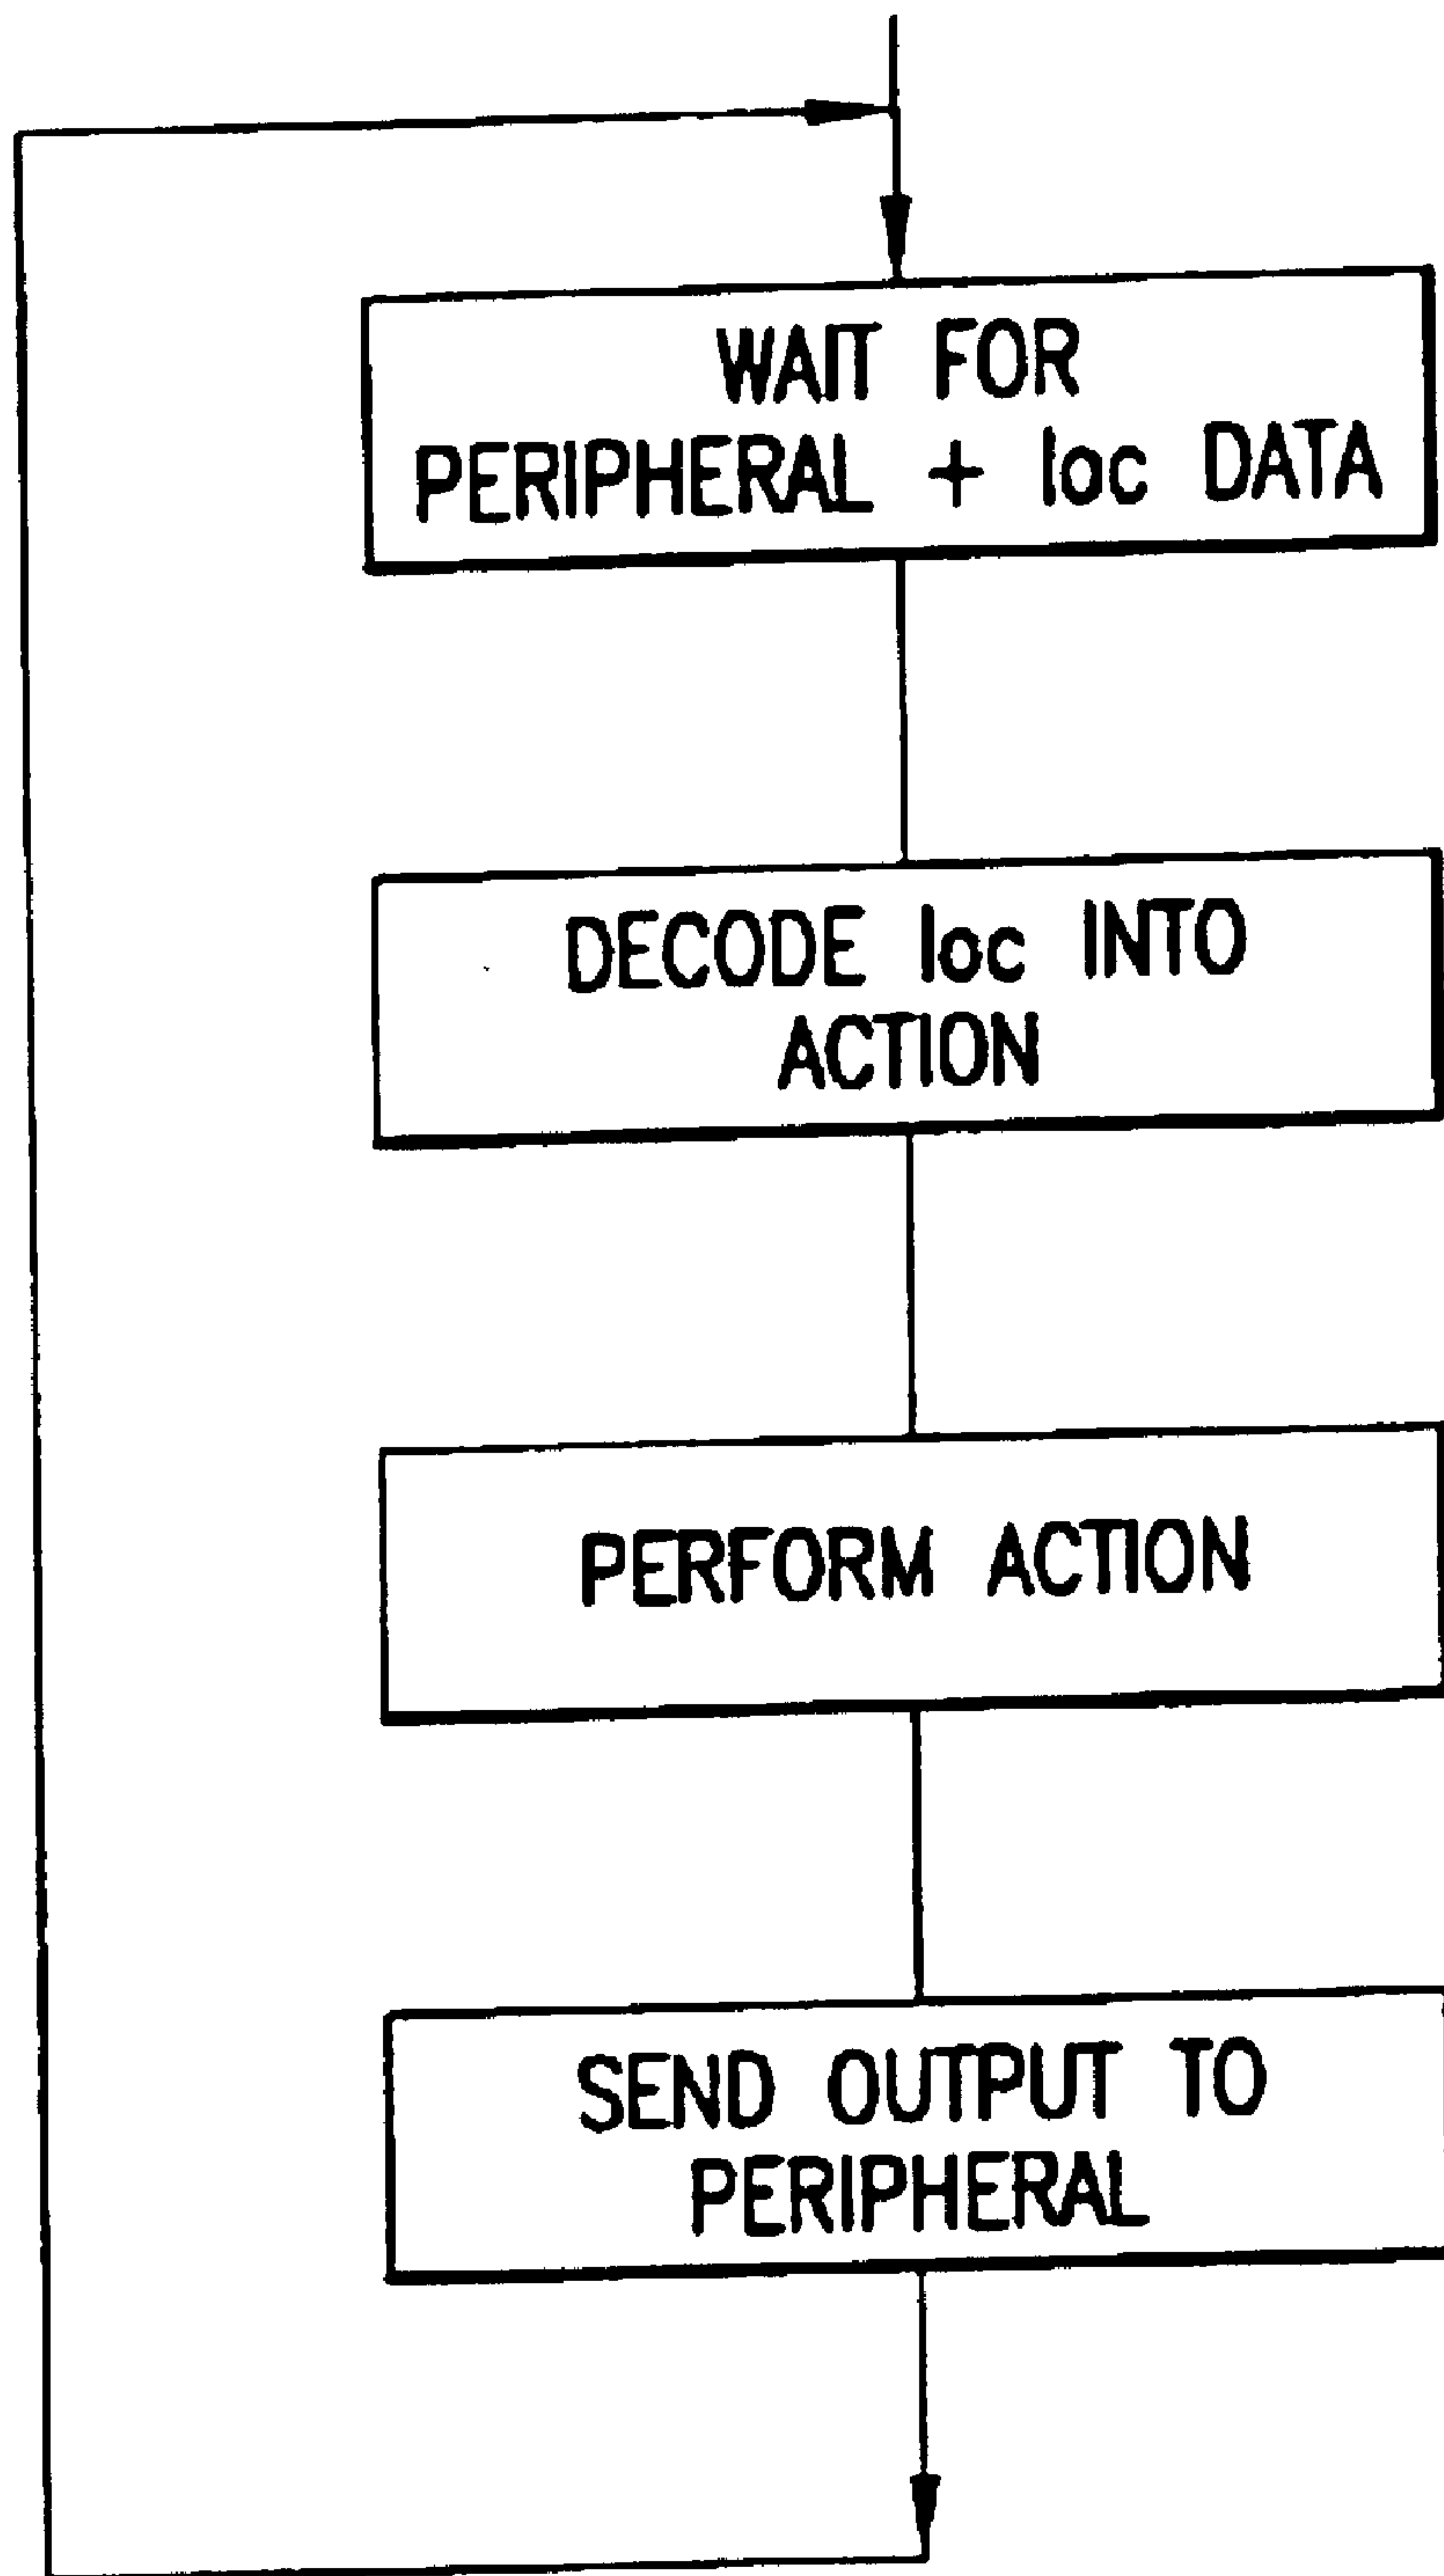 WAIT FOR
PERIPHERAL + loc DATA
DECODE loc INTO
ACTION
PERFORM ACTION
SEND OUTPUT TO
PERIPHERAL